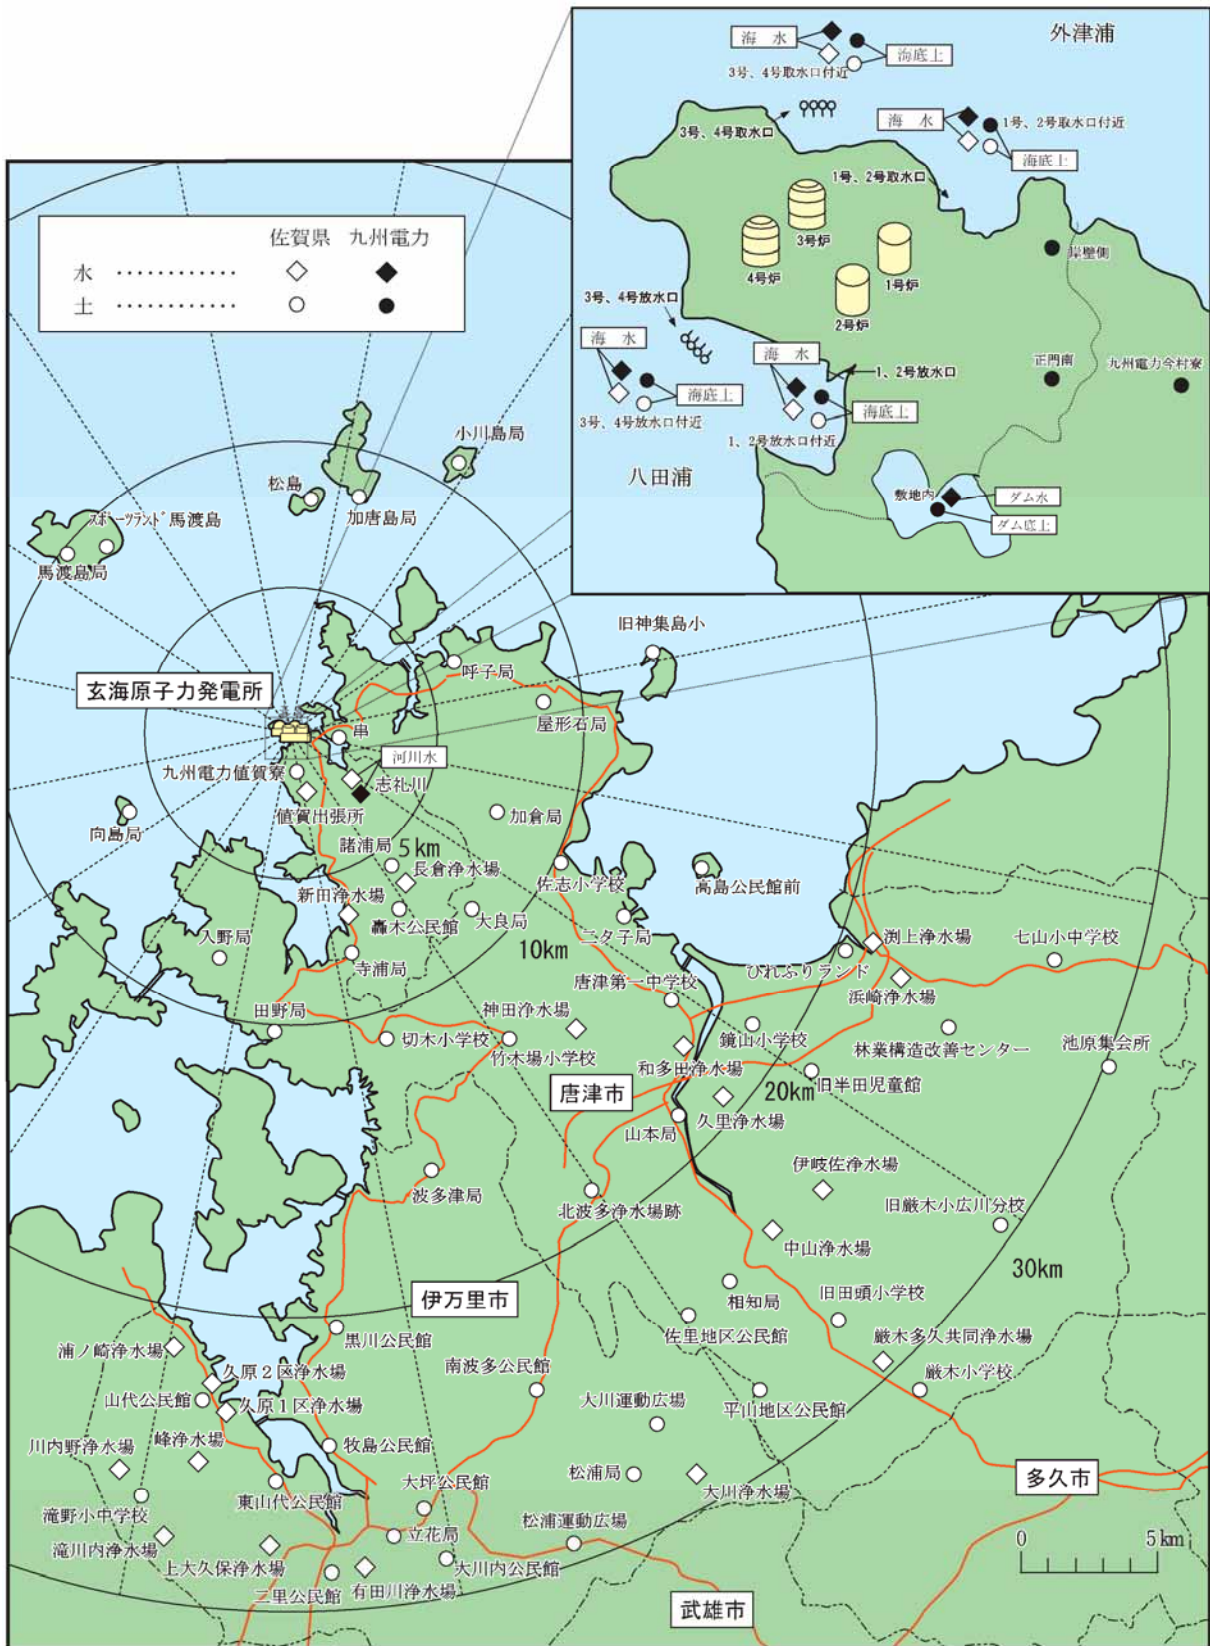 外津浦
海 水
海底土
3号、4号取水口付近
海 水
1号、2号取水口付近
海底土
3号、4号取水口
1号、2号取水口
3号炉
4号炉
1号炉
2号炉
岸壁側
3号、4号放水口
海 水
海 水
1、2号放水口
正門南
九州電力今村寮
海底土
海底土
3号、4号放水口付近
1、2号放水口付近
八田浦
敷地内
ダム水
ダム底土
佐賀県 九州電力
水 ............
土 ............
小川島局
松島
加唐島局
スポーツランド馬渡島
馬渡島局
旧神集島小
呼子局
玄海原子力発電所
屋形石局
串
河川水
九州電力値賀寮
志礼川
値賀出張所
向島局
加倉局
諸浦局
5km
長倉浄水場
佐志小学校
高島公民館前
新田浄水場
轟木公民館
大良局
二タ子局
入野局
10km
渕上浄水場
七山小中学校
寺浦局
ひれふりランド
唐津第一中学校
浜崎浄水場
田野局
神田浄水場
切木小学校
鏡山小学校
林業構造改善センター
池原集会所
竹木場小学校
和多田浄水場
旧半田児童館
唐津市
20km
久里浄水場
山本局
伊岐佐浄水場
波多津局
北波多浄水場跡
旧厳木小広川分校
中山浄水場
30km
伊万里市
相知局
旧田頭小学校
佐里地区公民館
黒川公民館
厳木多久共同浄水場
浦ノ崎浄水場
南波多公民館
久原2区浄水場
厳木小学校
山代公民館
久原1区浄水場
大川運動広場
平山地区公民館
川内野浄水場
峰浄水場
牧島公民館
松浦局
大川浄水場
多久市
東山代公民館
大坪公民館
滝野小中学校
松浦運動広場
立花局
滝川内浄水場
上大久保浄水場
大川内公民館
二里公民館
有田川浄水場
武雄市
0 5km